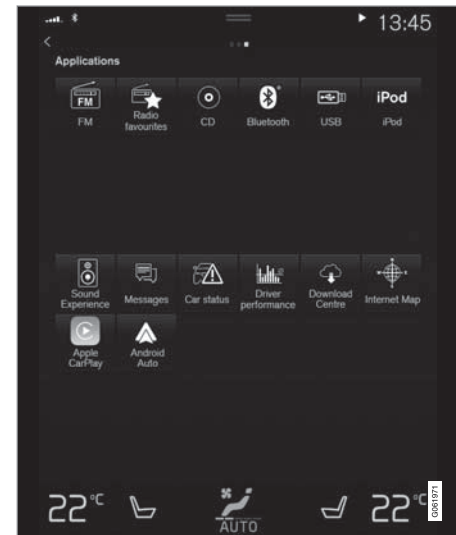 13:45
Applications
FM
iPod
FM
Radio favourites
CD
Bluetooth
USB
iPod
Sound Experience
Messages
Car status
Driver performance
Download Centre
Internet Map
Apple CarPlay
Android Auto
22°C
AUTO
22°C
G061971